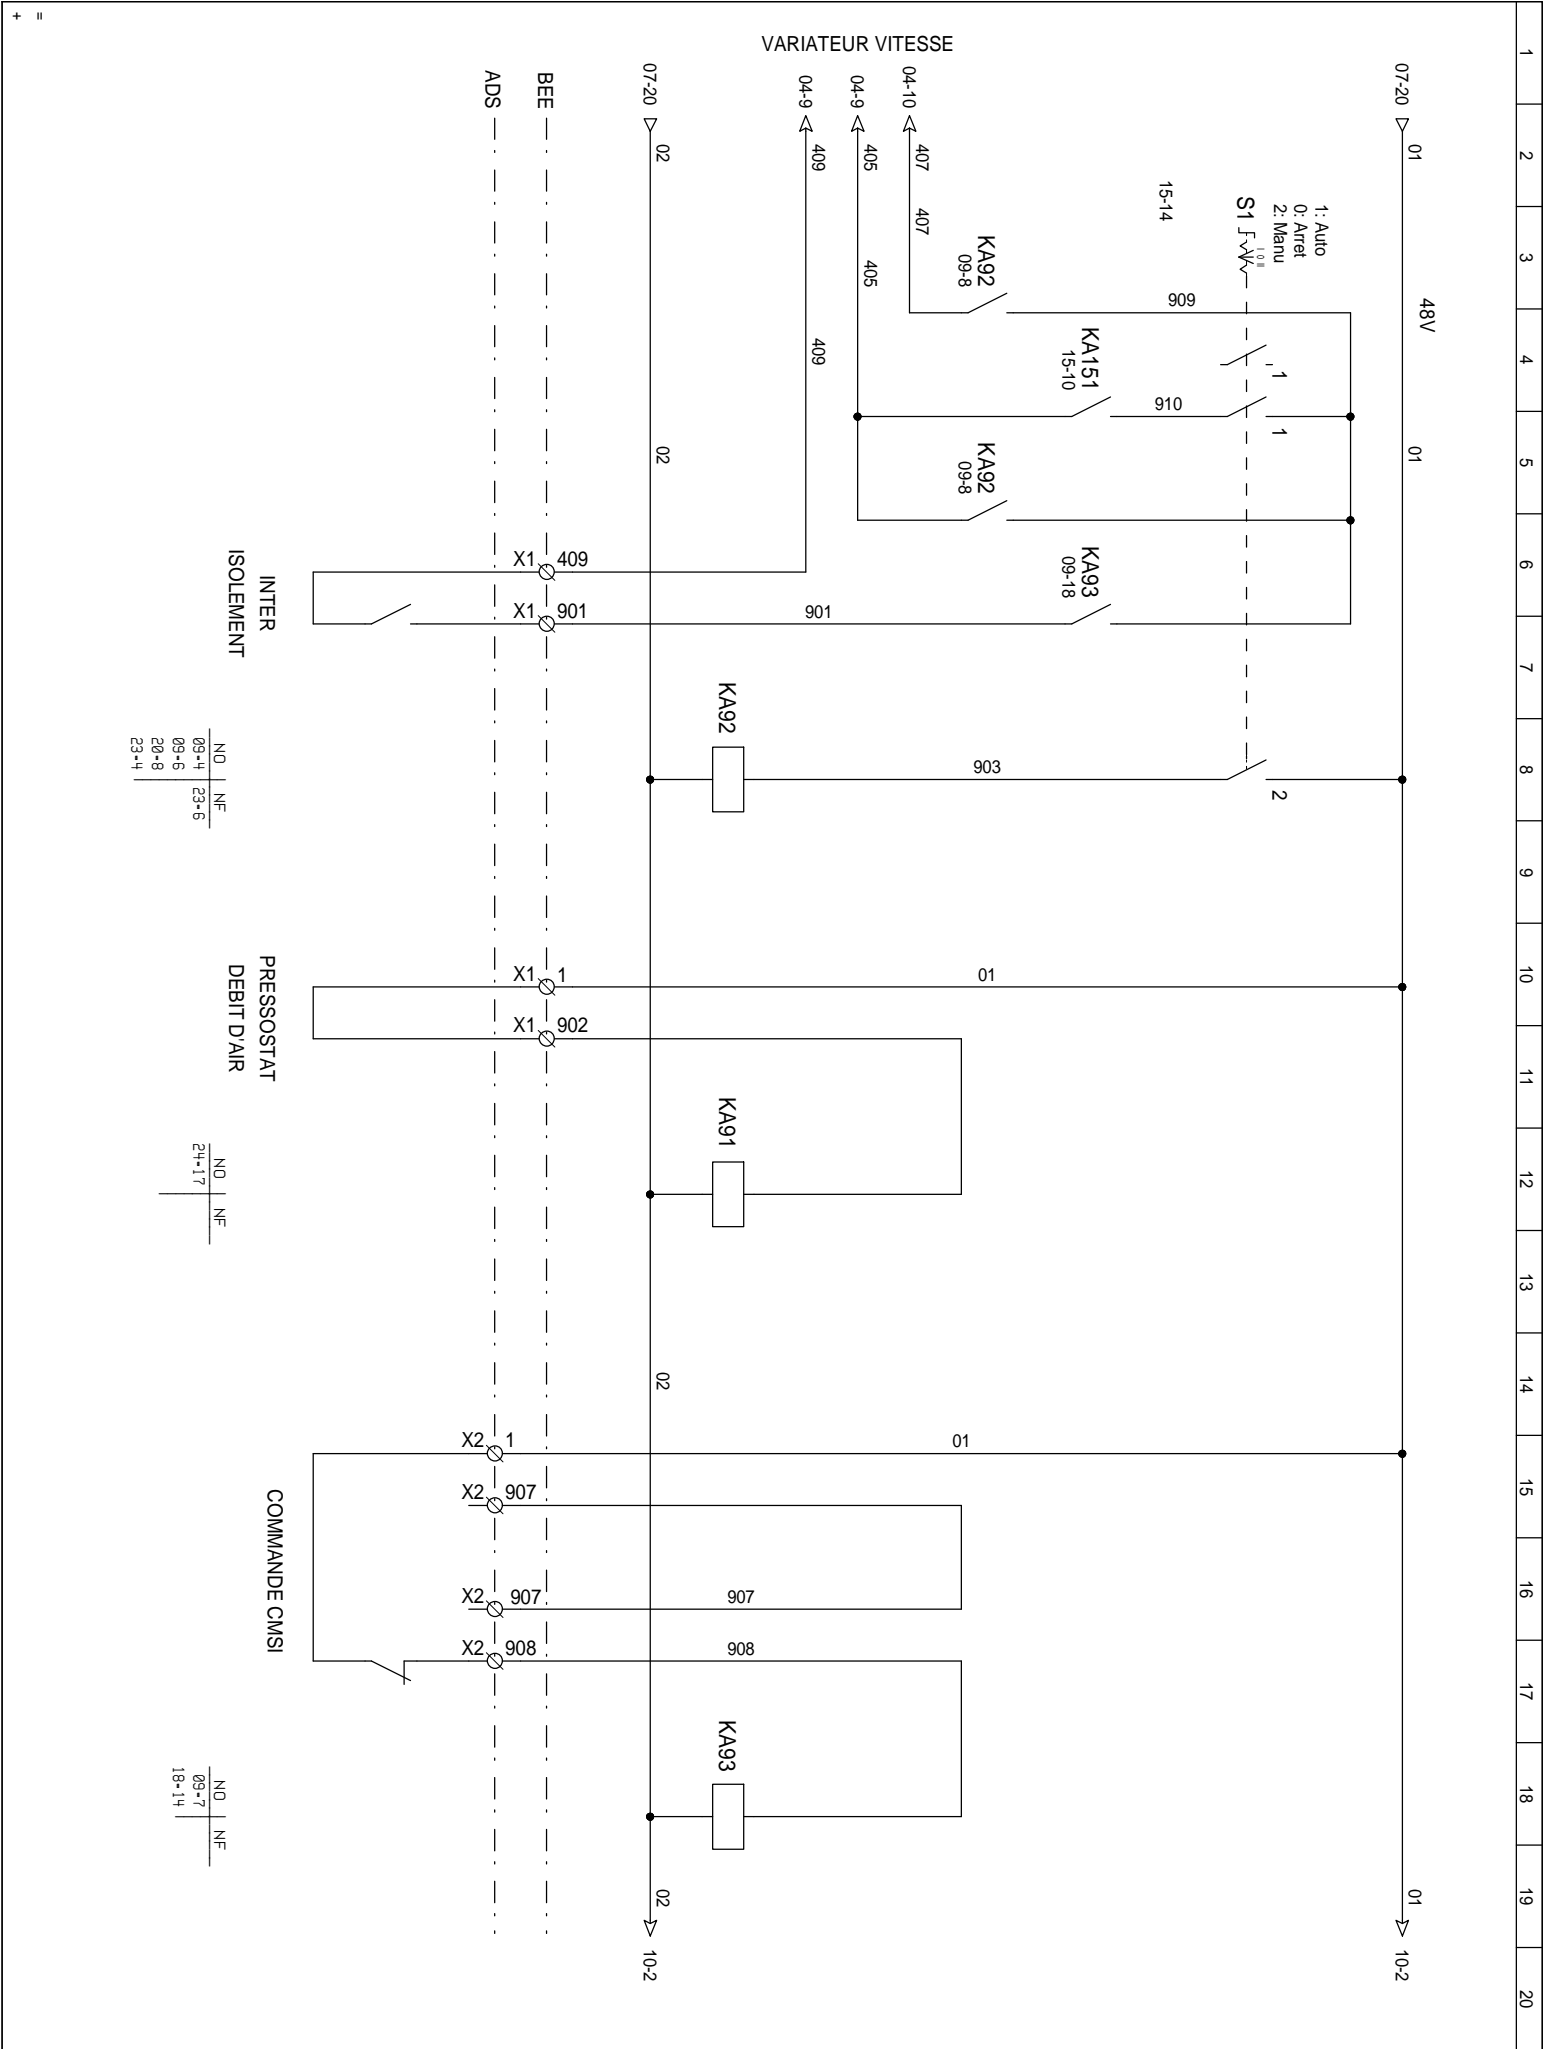 1 2 3 4 5 6 7 8 9 10 11 12 13 14 15 16 17 18 19 20
07-20 01 48V 01 01 10-2
1: Auto
0: Arret
2: Manu
S1
I 0 II
1
1
2
15-14
909
910
KA92
09-8
KA151
15-10
KA92
09-8
KA93
09-18
903
01
01
VARIATEUR VITESSE
04-10 407 407
04-9 405 405
04-9 409 409
901
KA92
KA91
907
908
KA93
07-20 02 02 02 02 10-2
BEE
X1 409
X1 901
X1 1
X1 902
ADS
X2 1
X2 907
X2 907
X2 908
INTER
ISOLEMENT
PRESSOSTAT
DEBIT D'AIR
COMMANDE CMSI
NO NF
09-4 23-6
09-6
20-8
23-4
NO NF
24-17
NO NF
09-7
18-14
=
+